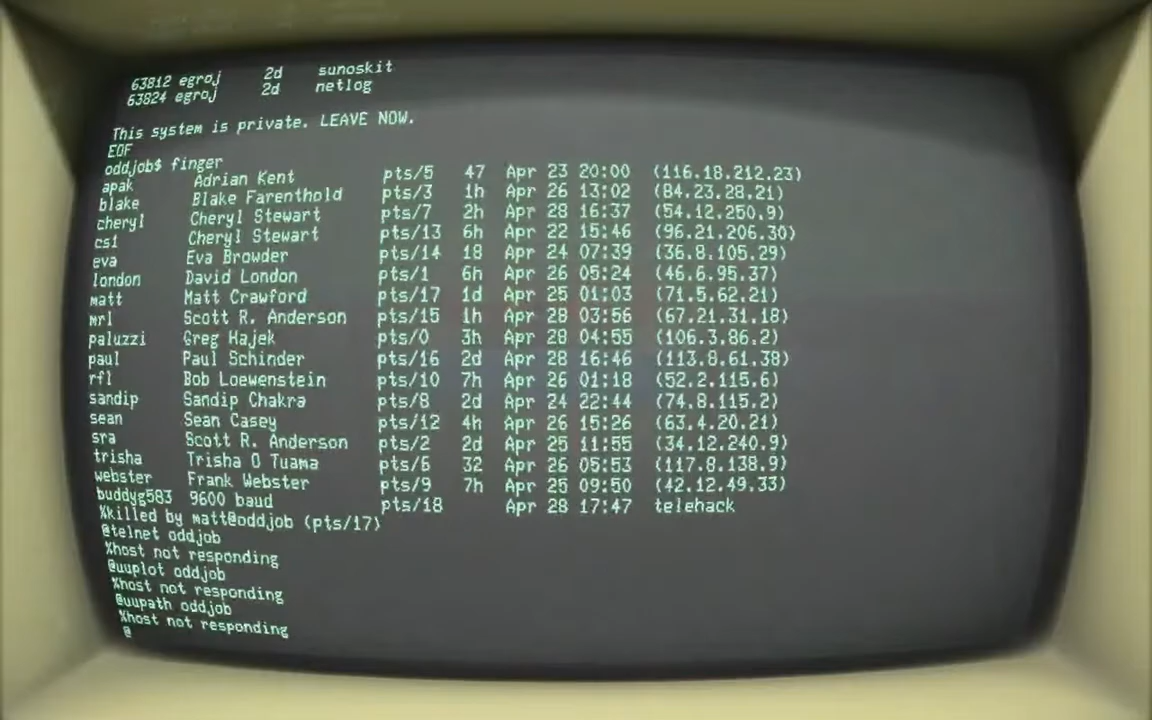 63812 egroj 2d sunoskit
63824 egroj 2d netlog
This system is private. LEAVE NOW.
EOF
oddjob$ finger
apak Adrian Kent pts/5 47 Apr 23 20:00 (116.18.212.23)
blake Blake Farenthold pts/3 1h Apr 26 13:02 (84.23.28.21)
cheryl Cheryl Stewart pts/7 2h Apr 28 16:37 (54.12.250.9)
cs1 Cheryl Stewart pts/13 6h Apr 22 15:46 (96.21.206.30)
eva Eva Browder pts/14 18 Apr 24 07:39 (36.8.105.29)
london David London pts/1 6h Apr 26 05:24 (46.6.95.37)
matt Matt Crawford pts/17 1d Apr 25 01:03 (71.5.62.21)
mrl Scott R. Anderson pts/15 1h Apr 28 03:56 (67.21.31.18)
paluzzi Greg Hajek pts/0 3h Apr 28 04:55 (106.3.86.2)
paul Paul Schinder pts/16 2d Apr 28 16:46 (113.8.61.38)
rfl Bob Loewenstein pts/10 7h Apr 26 01:18 (52.2.115.6)
sandip Sandip Chakra pts/8 2d Apr 24 22:44 (74.8.115.2)
sean Sean Casey pts/12 4h Apr 26 15:26 (63.4.20.21)
sra Scott R. Anderson pts/2 2d Apr 25 11:55 (34.12.240.9)
trisha Trisha O Tuama pts/6 32 Apr 26 05:53 (117.8.138.9)
webster Frank Webster pts/9 7h Apr 25 09:50 (42.12.49.33)
buddyg583 9600 baud pts/18 Apr 28 17:47 telehack
%killed by matt@oddjob (pts/17)
@telnet oddjob
%host not responding
@uuplot oddjob
%host not responding
@uupath oddjob
%host not responding
@